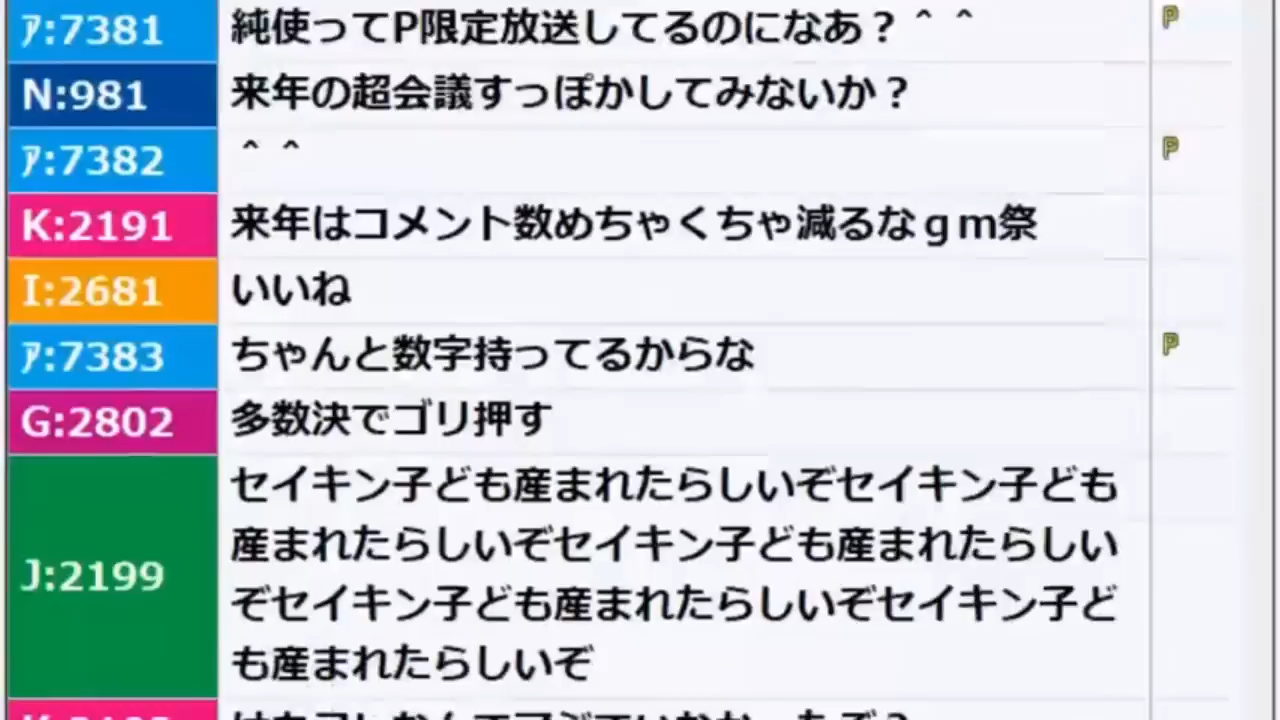 ｱ:7381 純使ってP限定放送してるのになあ？＾＾ P
N:981 来年の超会議すっぽかしてみないか？
ｱ:7382 ＾＾ P
K:2191 来年はコメント数めちゃくちゃ減るなｇｍ祭
I:2681 いいね
ｱ:7383 ちゃんと数字持ってるからな P
G:2802 多数決でゴリ押す
セイキン子ども産まれたらしいぞセイキン子ども
産まれたらしいぞセイキン子ども産まれたらしい
J:2199
ぞセイキン子ども産まれたらしいぞセイキン子ど
も産まれたらしいぞ